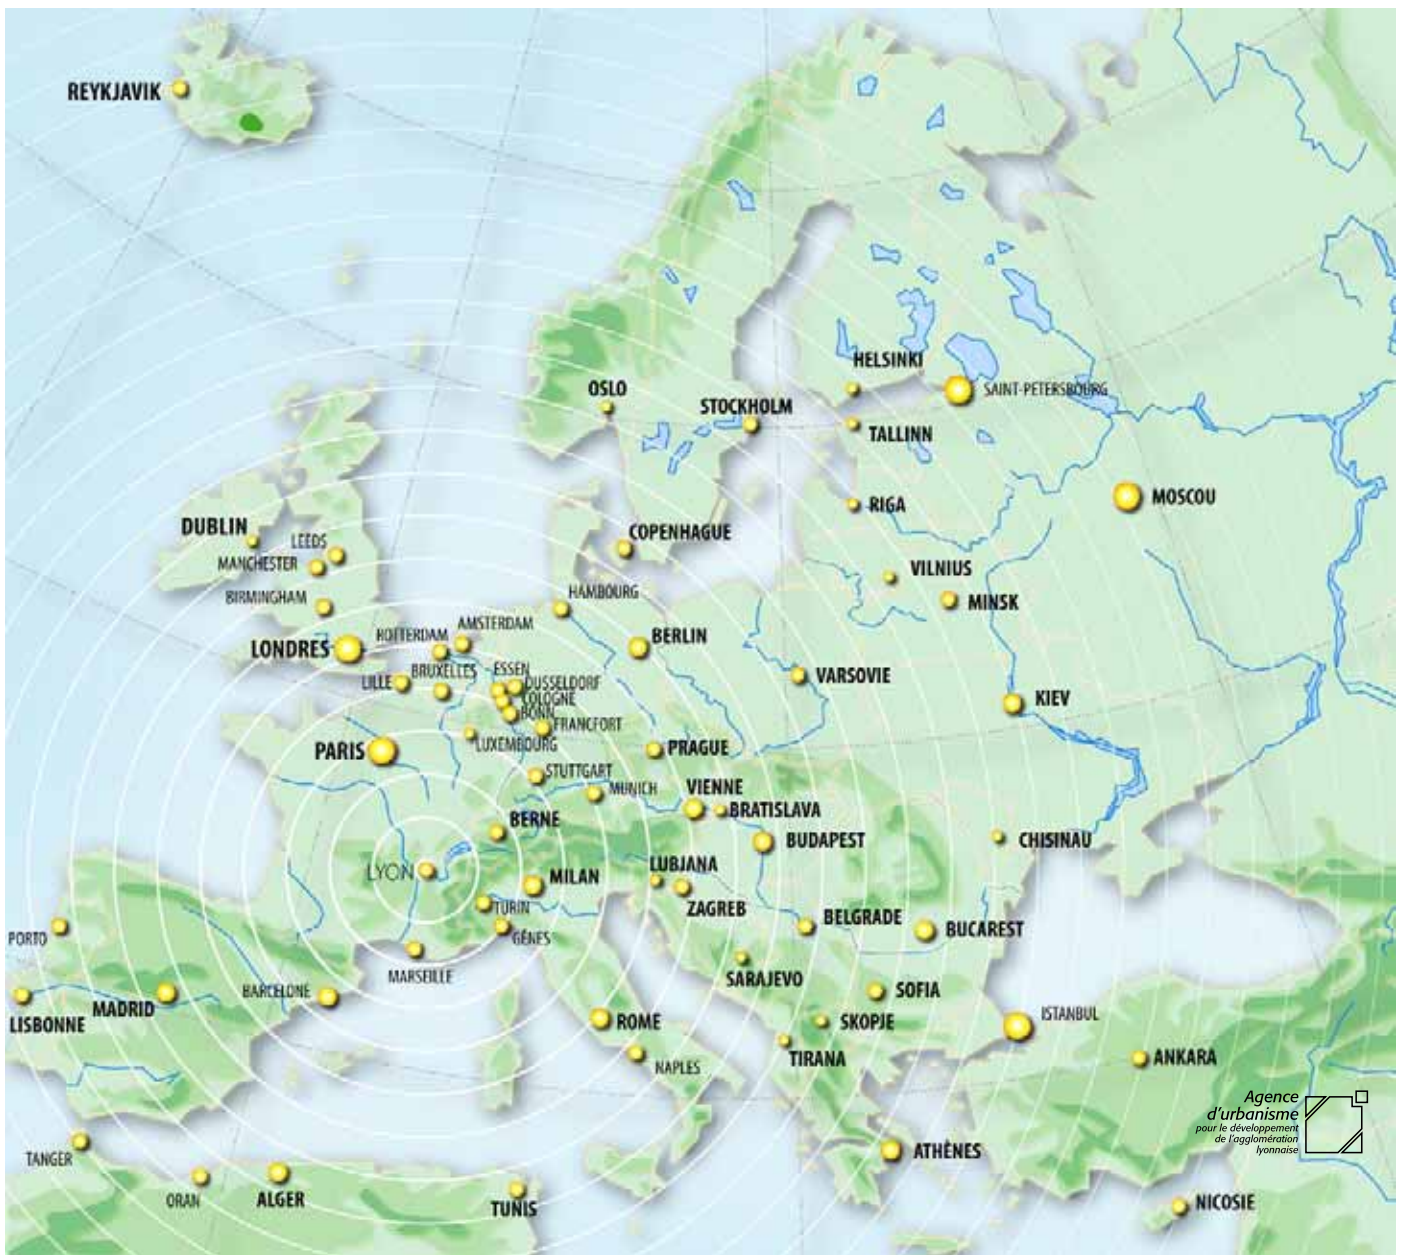 REYKJAVIK
HELSINKI
OSLO
SAINT-PETERSBOURG
STOCKHOLM
TALLINN
MOSCOU
RIGA
DUBLIN
COPENHAGUE
LEEDS
MANCHESTER
VILNIUS
HAMBOURG
BIRMINGHAM
MINSK
AMSTERDAM
ROTTERDAM
BERLIN
LONDRES
BRUXELLES
ESSEN
VARSOVIE
LILLE
DUSSELDORF
COLOGNE
KIEV
BONN
FRANCFORT
LUXEMBOURG
PARIS
PRAGUE
STUTTGART
MUNICH
VIENNE
BRATISLAVA
BERNE
BUDAPEST
CHISINAU
LUBJANA
LYON
MILAN
TURIN
ZAGREB
BELGRADE
BUCAREST
PORTO
GÊNES
MARSEILLE
SARAJEVO
BARCELONE
SOFIA
MADRID
LISBONNE
ROME
SKOPJE
ISTANBUL
TIRANA
ANKARA
NAPLES
Agence
d'urbanisme
pour le développement
de l'agglomération
lyonnaise
ATHÈNES
TANGER
ORAN
ALGER
TUNIS
NICOSIE